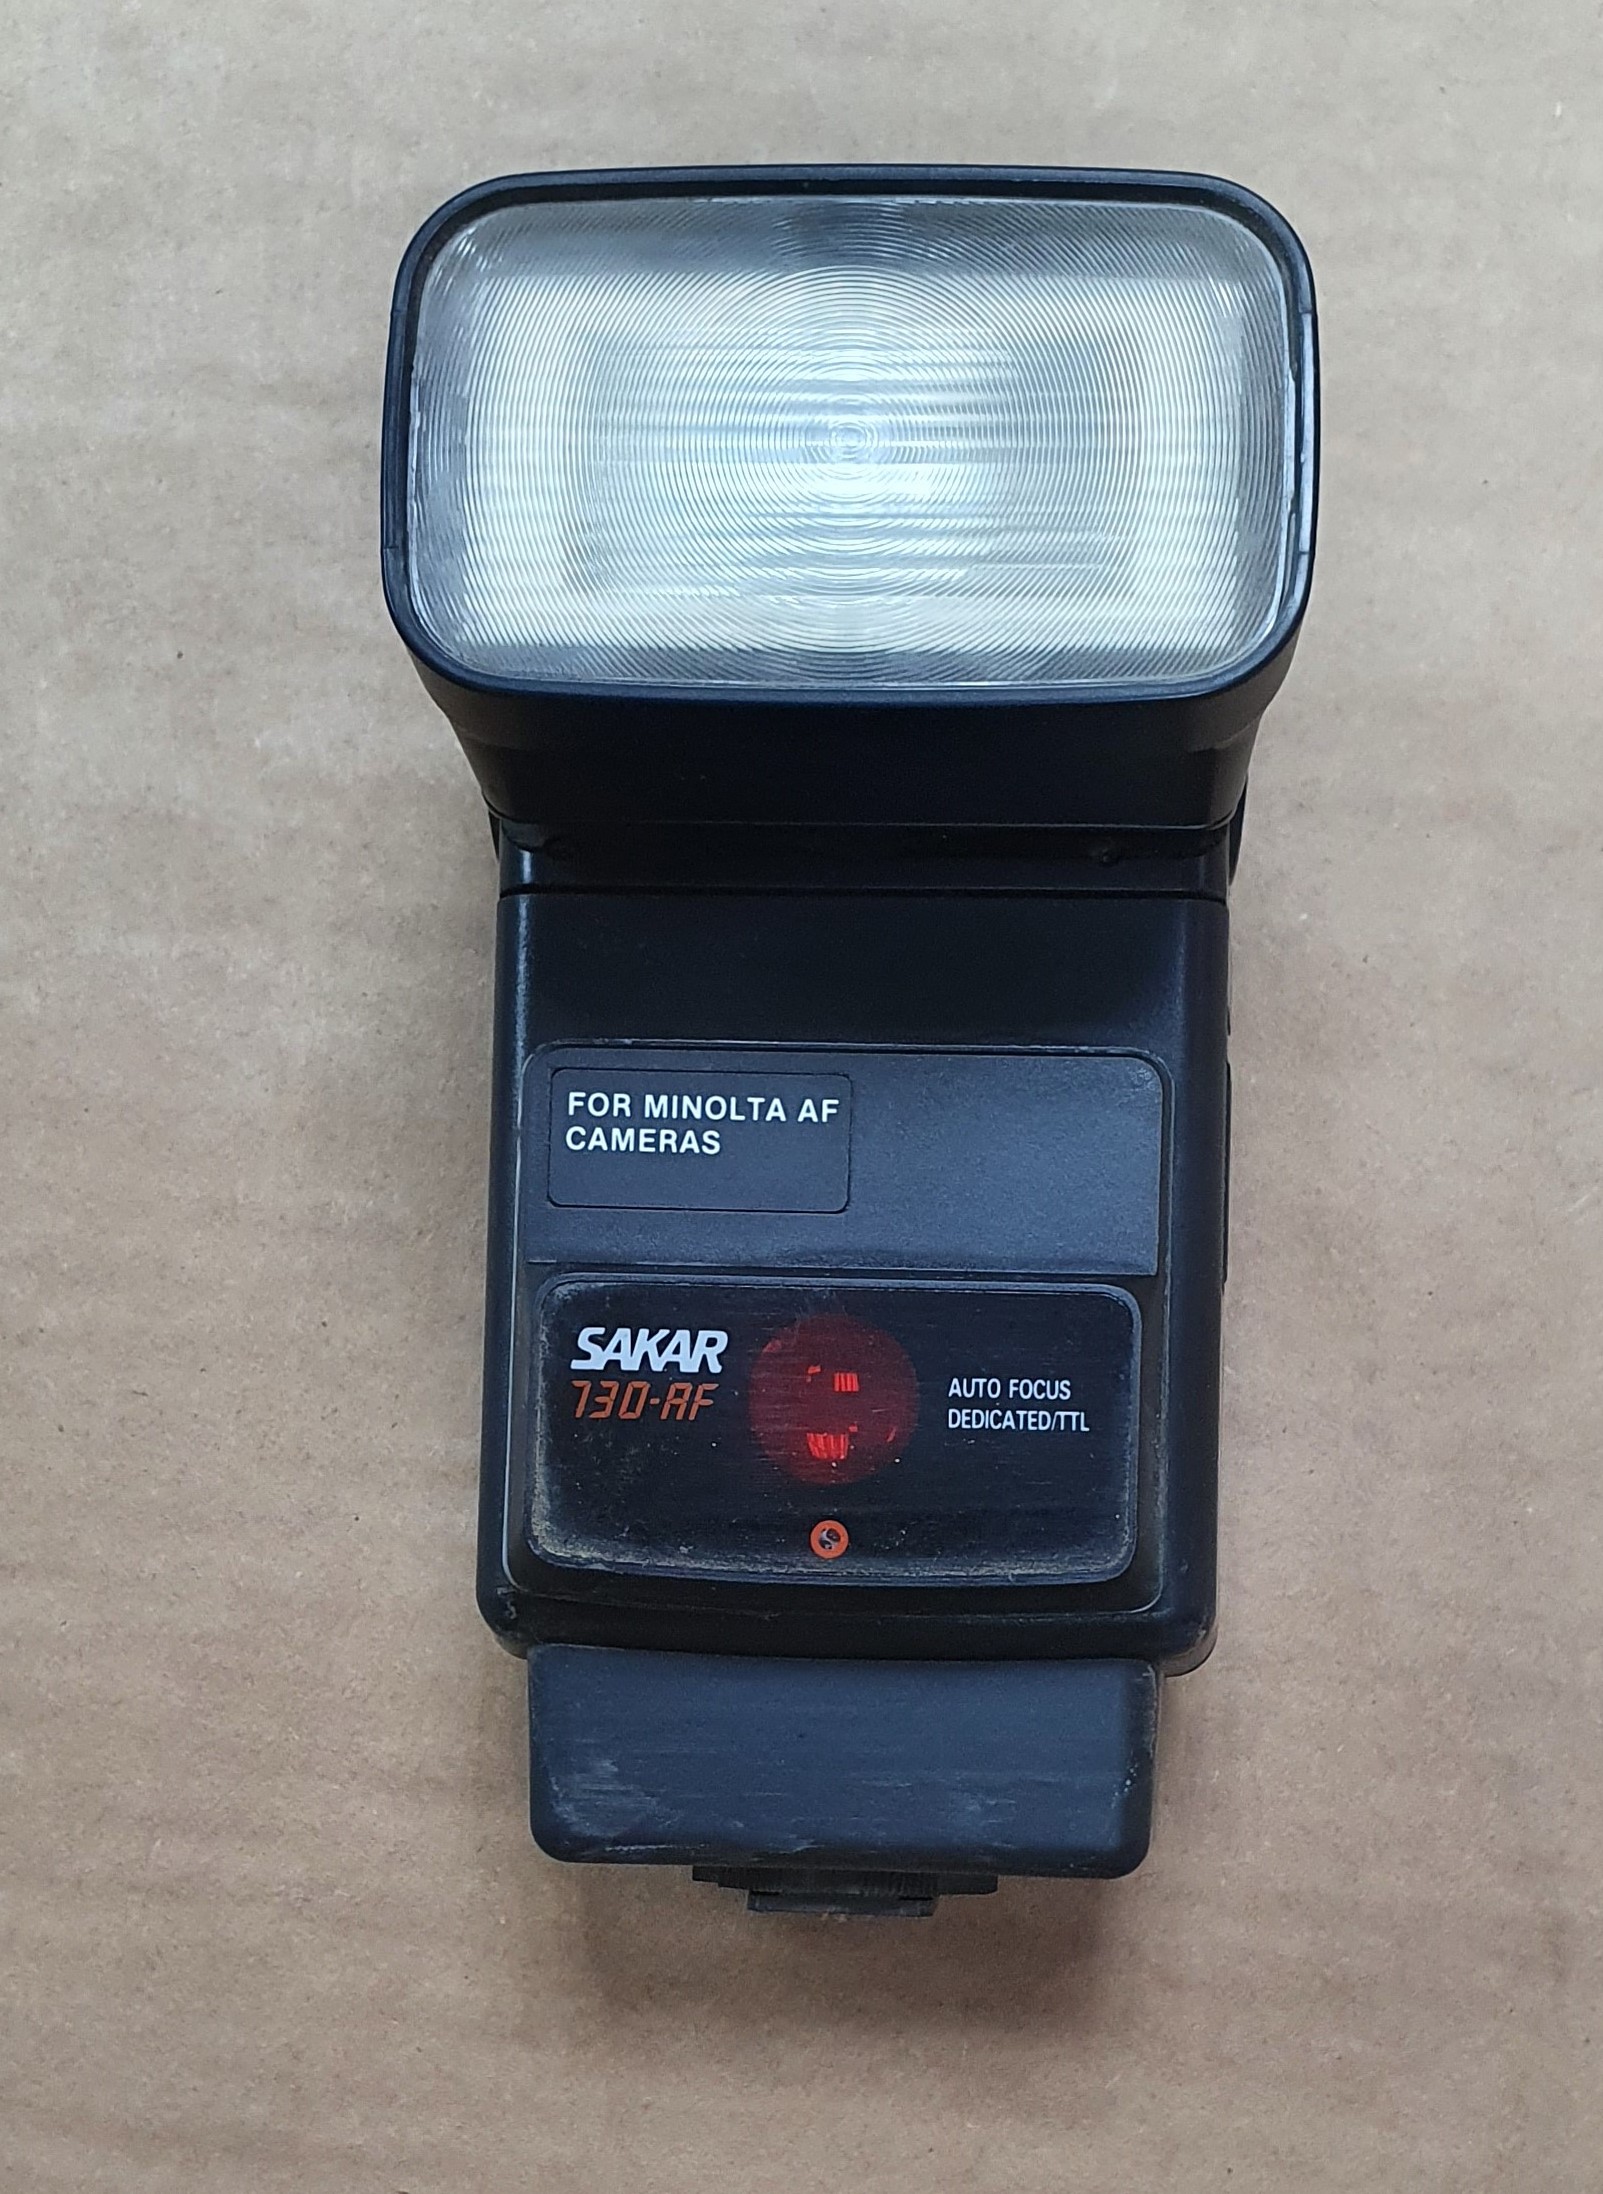 FOR MINOLTA AF
CAMERAS
SAKAR
730-AF
AUTO FOCUS
DEDICATED/TTL